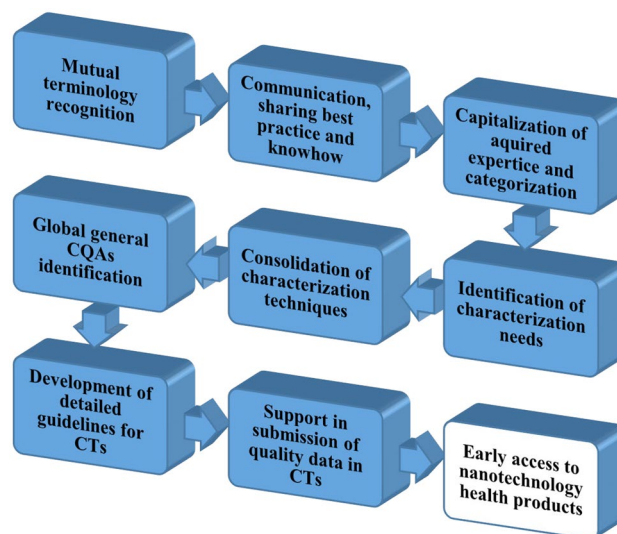 Mutual
terminology
recognition
Communication,
sharing best
practice and
knowhow
Capitalization of
aquired
expertice and
categorization
Identification of
characterization
needs
Consolidation of
characterization
techniques
Global general
CQAs
identification
Development of
detailed
guidelines for
CTs
Support in
submission of
quality data in
CTs
Early access to
nanotechnology
health products